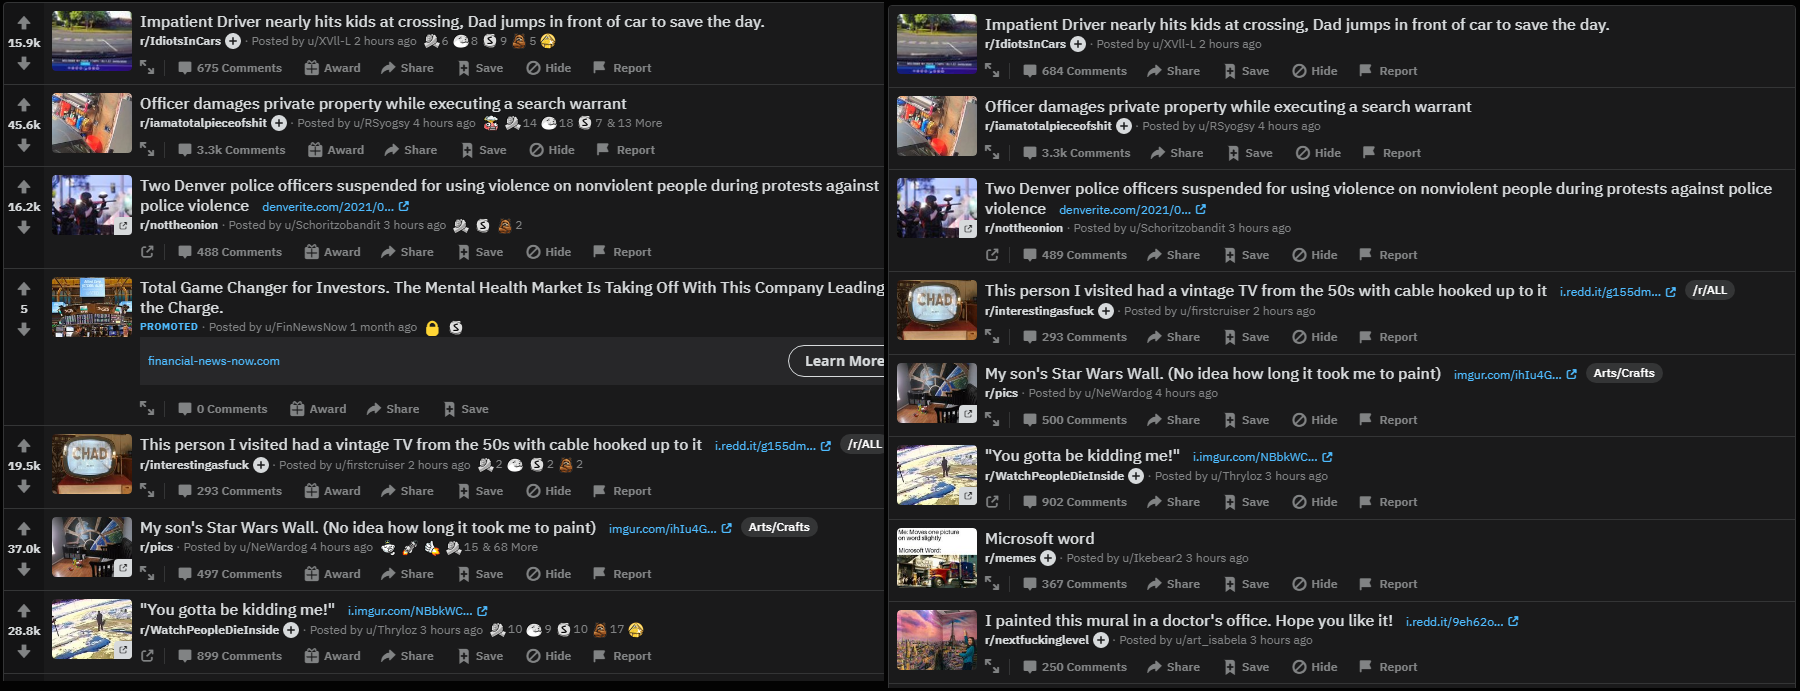 Impatient Driver nearly hits kids at crossing, Dad jumps in front of car to save the day.
15.9k
r/IdiotsInCars · Posted by u/XVll-L 2 hours ago 6 8 9 5
675 Comments Award Share Save Hide Report
Officer damages private property while executing a search warrant
45.6k
r/iamatotalpieceofshit · Posted by u/RSyogsy 4 hours ago 14 18 7 & 13 More
3.3k Comments Award Share Save Hide Report
Two Denver police officers suspended for using violence on nonviolent people during protests against
16.2k
police violence denverite.com/2021/0...
r/nottheonion · Posted by u/Schoritzobandit 3 hours ago 2
488 Comments Award Share Save Hide Report
Total Game Changer for Investors. The Mental Health Market Is Taking Off With This Company Leading
5
the Charge.
PROMOTED · Posted by u/FinNewsNow 1 month ago
financial-news-now.com
Learn More
0 Comments Award Share Save
This person I visited had a vintage TV from the 50s with cable hooked up to it i.redd.it/g155dm... /r/ALL
CHAD
19.5k
r/interestingasfuck · Posted by u/firstcruiser 2 hours ago 2 2 2
293 Comments Award Share Save Hide Report
My son's Star Wars Wall. (No idea how long it took me to paint) imgur.com/ihIu4G... Arts/Crafts
37.0k
r/pics · Posted by u/NeWardog 4 hours ago 15 & 68 More
497 Comments Award Share Save Hide Report
"You gotta be kidding me!" i.imgur.com/NBbkWC...
28.8k
r/WatchPeopleDieInside · Posted by u/Thryloz 3 hours ago 10 9 10 17
899 Comments Award Share Save Hide Report
Impatient Driver nearly hits kids at crossing, Dad jumps in front of car to save the day.
r/IdiotsInCars · Posted by u/XVll-L 2 hours ago
684 Comments Share Save Hide Report
Officer damages private property while executing a search warrant
r/iamatotalpieceofshit · Posted by u/RSyogsy 4 hours ago
3.3k Comments Share Save Hide Report
Two Denver police officers suspended for using violence on nonviolent people during protests against police
violence denverite.com/2021/0...
r/nottheonion · Posted by u/Schoritzobandit 3 hours ago
489 Comments Share Save Hide Report
This person I visited had a vintage TV from the 50s with cable hooked up to it i.redd.it/g155dm... /r/ALL
CHAD
r/interestingasfuck · Posted by u/firstcruiser 2 hours ago
293 Comments Share Save Hide Report
My son's Star Wars Wall. (No idea how long it took me to paint) imgur.com/ihIu4G... Arts/Crafts
r/pics · Posted by u/NeWardog 4 hours ago
500 Comments Share Save Hide Report
"You gotta be kidding me!" i.imgur.com/NBbkWC...
r/WatchPeopleDieInside · Posted by u/Thryloz 3 hours ago
902 Comments Share Save Hide Report
Me: Moves one picture
on word slightly
Microsoft Word:
Microsoft word
r/memes · Posted by u/Ikebear2 3 hours ago
367 Comments Share Save Hide Report
I painted this mural in a doctor's office. Hope you like it! i.redd.it/9eh62o...
r/nextfuckinglevel · Posted by u/art_isabela 3 hours ago
250 Comments Share Save Hide Report